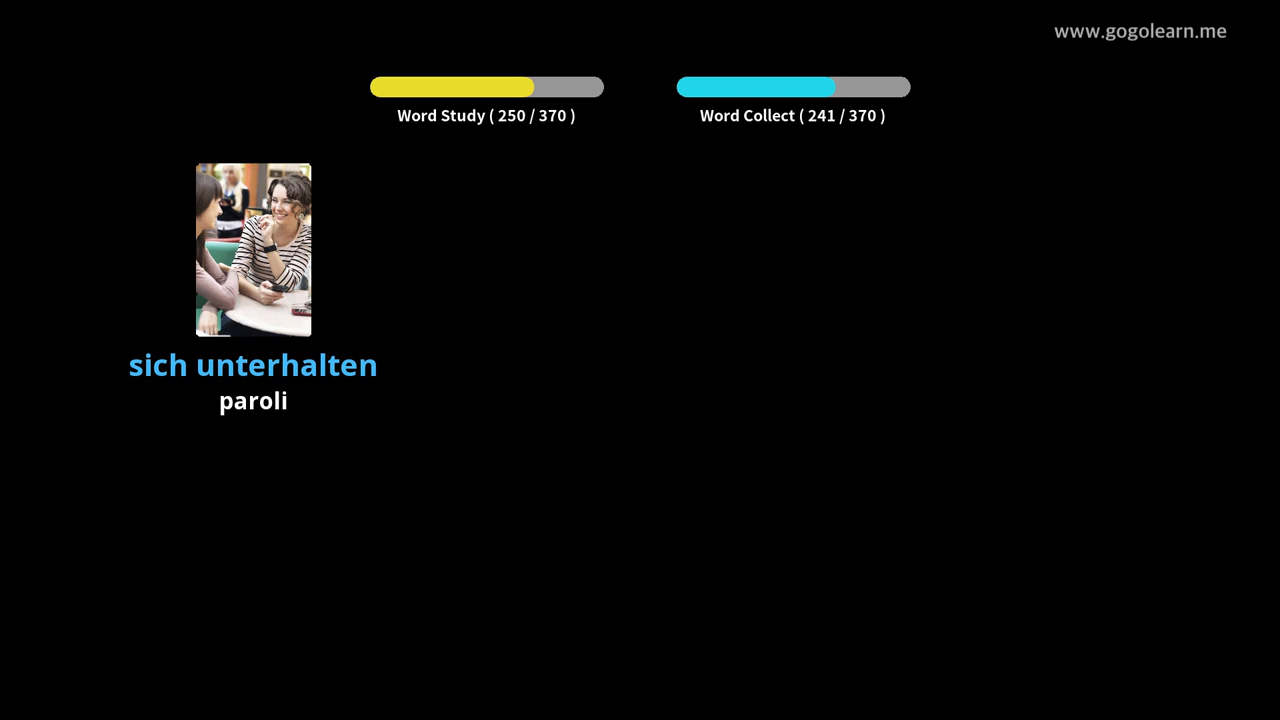 www.gogolearn.me
Word Study ( 250 / 370 )
Word Collect ( 241 / 370 )
sich unterhalten
paroli